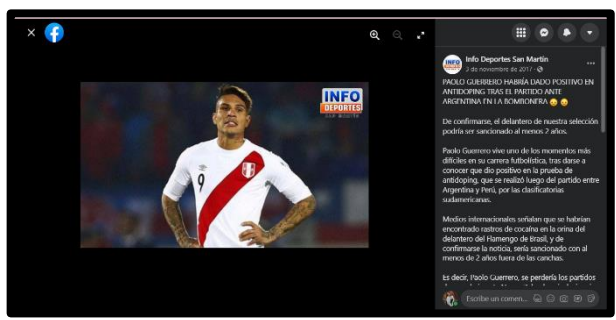 INFO
DEPORTES
SAN MARTÍN
9
Info Deportes San Martín
3 de noviembre de 2017
PAOLO GUERRERO HABRÍA DADO POSITIVO EN
ANTIDOPING TRAS EL PARTIDO ANTE
ARGENTINA EN LA BOMBONERA
De confirmarse, el delantero de nuestra selección
podría ser sancionado al menos 2 años.
Paolo Guerrero vive uno de los momentos más
difíciles en su carrera futbolística, tras darse a
conocer que dio positivo en la prueba de
antidoping, que se realizó luego del partido entre
Argentina y Perú, por las clasificatorias
sudamericanas.
Medios internacionales señalan que se habrían
encontrado rastros de cocaína en la orina del
delantero del Flamengo de Brasil, y de
confirmarse la noticia, sería sancionado con al
menos de 2 años fuera de las canchas.
Es decir, Paolo Guerrero, se perdería los partidos
Escribe un comen...